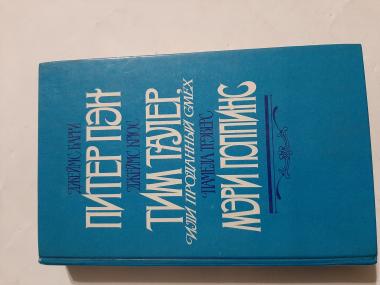 ДЖЕЙМС БАРРИ
ПИТЕР ПЭН
ДЖЕЙМС КРЮС
ТИМ ТАЛЕР,
ИЛИ ПРОДАННЫЙ СМЕХ
ПАМЕЛА ТРЭВЕРС
МЭРИ ПОППИНС